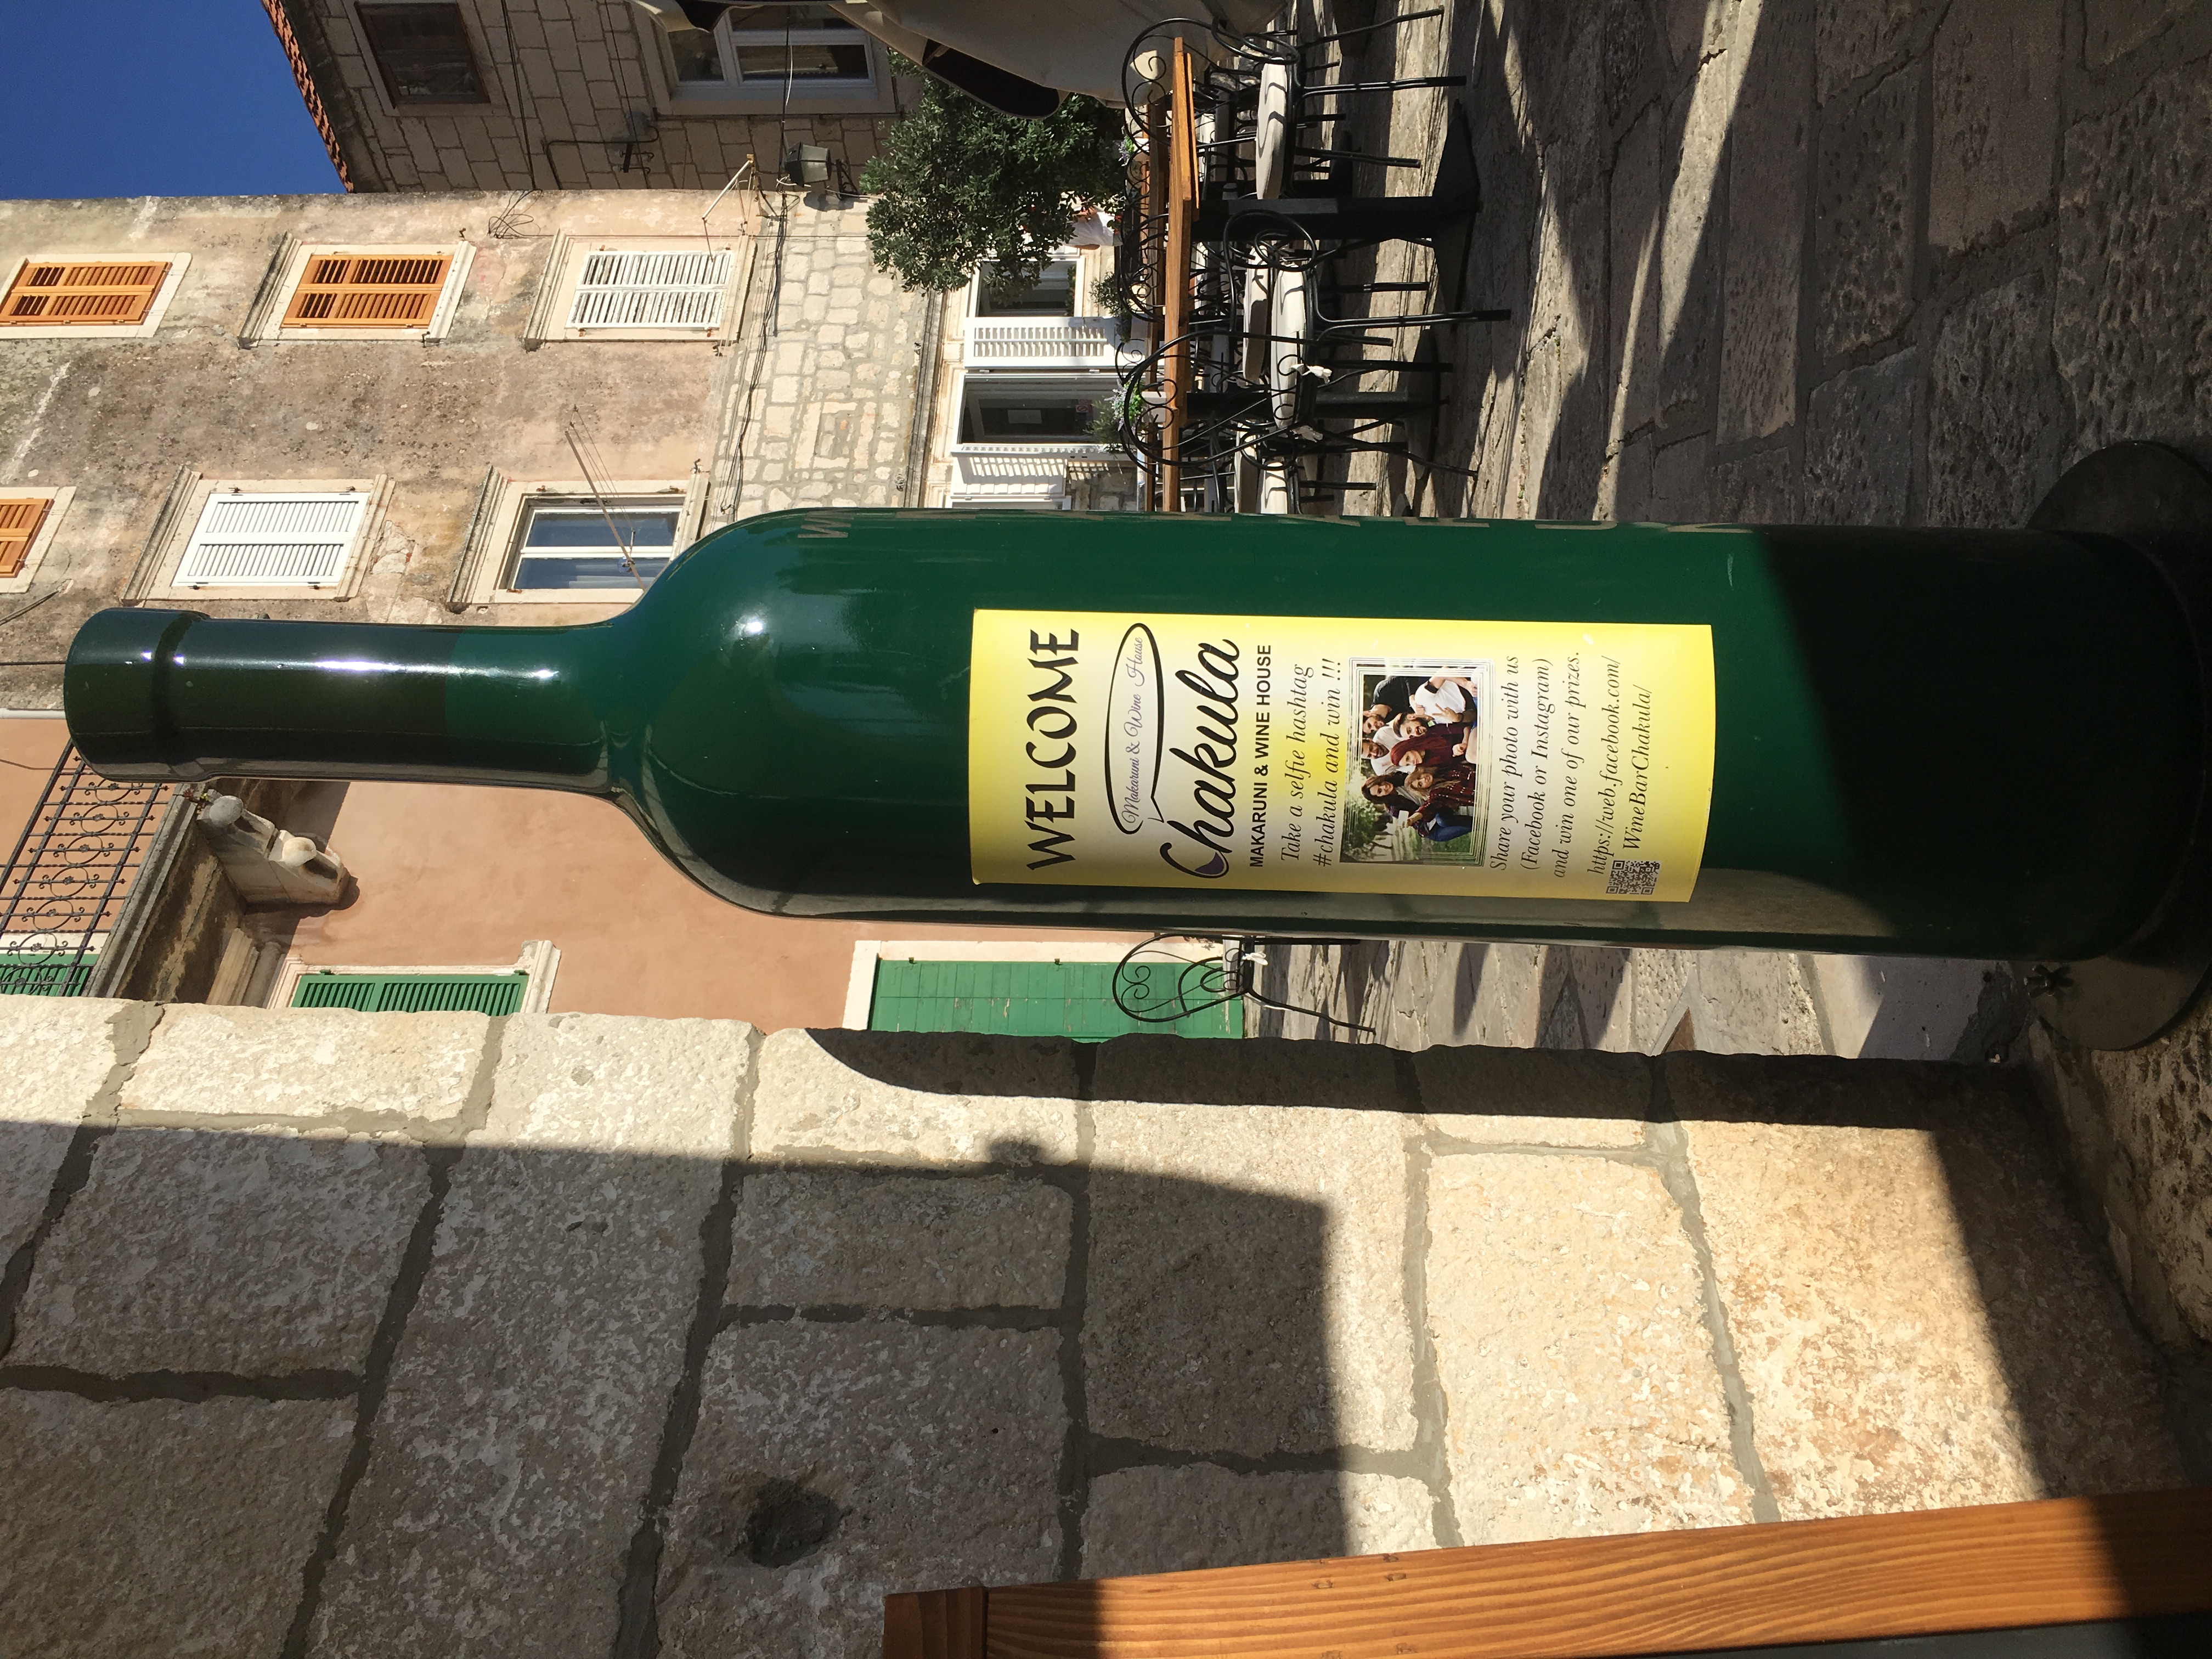 WELCOME
Makaruni & Wine House
Chakula
MAKARUNI & WINE HOUSE
Take a selfie hashtag
#chakula and win !!!
Share your photo with us
(Facebook or Instagram)
and win one of our prizes.
https://web.facebook.com/
WineBarChakula/